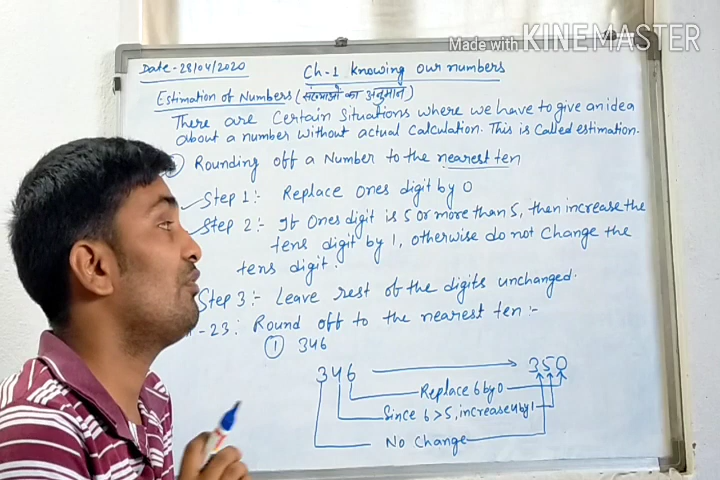 Made with KINEMASTER
Date-28/04/2020
Ch-1 Knowing our numbers
Estimation of Numbers (संख्याओं का अनुमान)
There are Certain Situations where we have to give an idea
about a number without actual calculation. This is Called estimation.
Rounding off a Number to the nearest ten
Step 1:- Replace ones digit by 0
Step 2:- If Ones digit is 5 or more than 5, then increase the
tens digit by 1, otherwise do not change the
tens digit.
Step 3:- Leave rest of the digits unchanged.
-23: Round off to the nearest ten:-
① 346
346 → 350
Replace 6 by 0
Since 6 > 5, increase 4 by 1
No Change